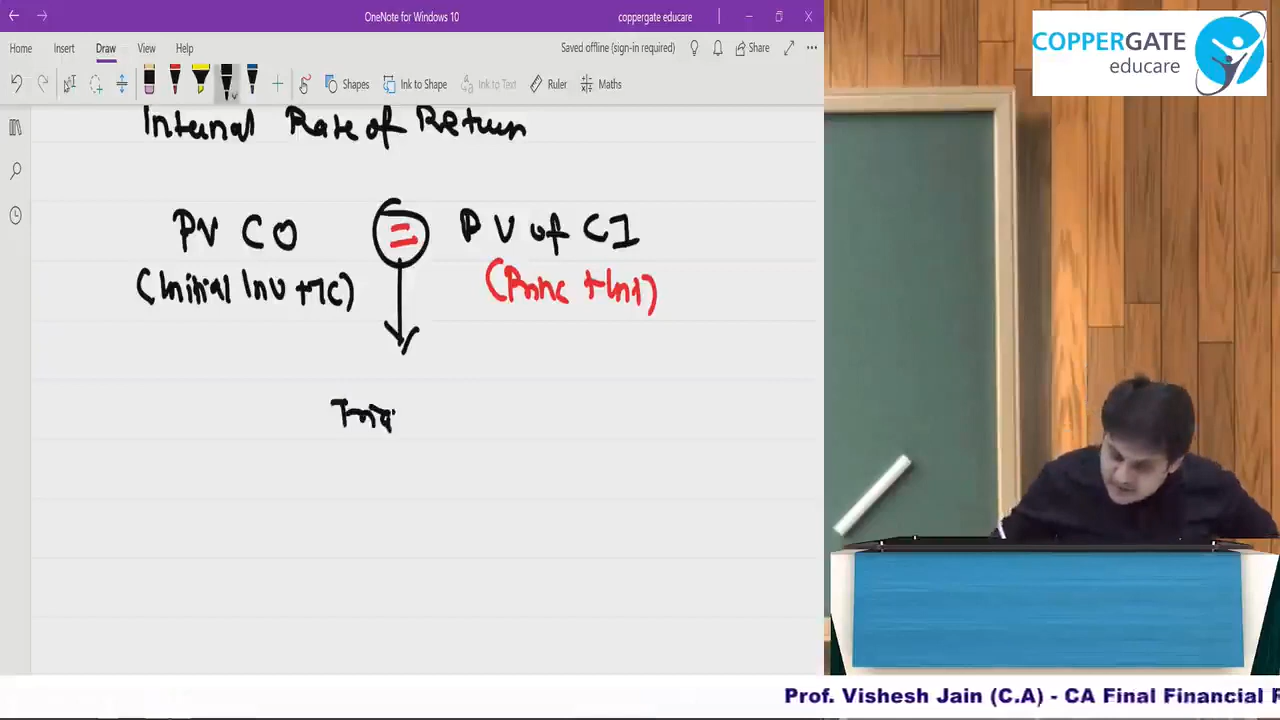 OneNote for Windows 10
coppergate educare
Home Insert Draw View Help
Saved offline (sign-in required)
Share
Shapes
Ink to Shape
Ink to Text
Ruler
Maths
COPPERGATE
educare
Internal Rate of Return
PV CO = PV of CI
(Initial Inv + TC) (Princ + Int)
Tria
Prof. Vishesh Jain (C.A) - CA Final Financial R